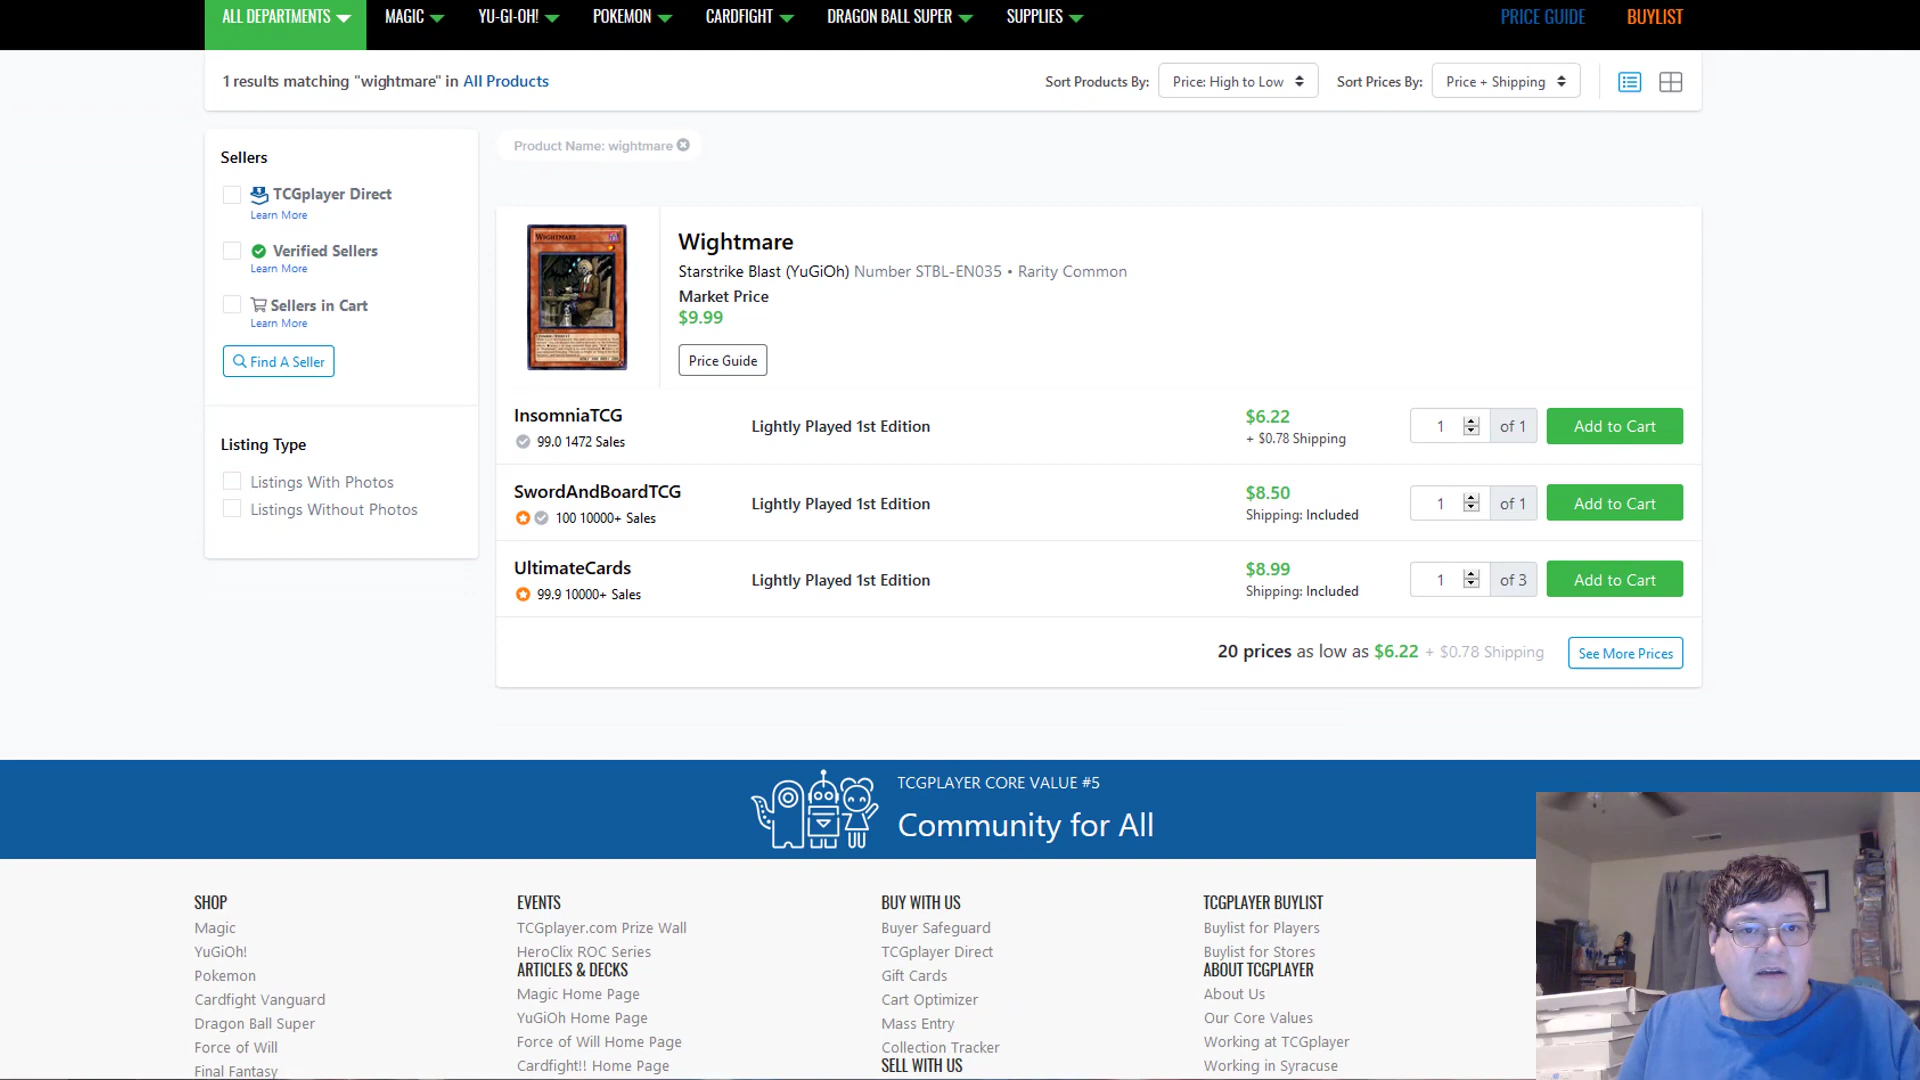 ALL DEPARTMENTS MAGIC YU-GI-OH! POKEMON CARDFIGHT DRAGON BALL SUPER SUPPLIES PRICE GUIDE BUYLIST
1 results matching "wightmare" in All Products
Sort Products By: Price: High to Low Sort Prices By: Price + Shipping
Sellers
TCGplayer Direct
Learn More
Verified Sellers
Learn More
Sellers in Cart
Learn More
Find A Seller
Listing Type
Listings With Photos
Listings Without Photos
Product Name: wightmare
WIGHTMARE
Wightmare
Starstrike Blast (YuGiOh) Number STBL-EN035 • Rarity Common
Market Price
$9.99
Price Guide
InsomniaTCG
99.0 1472 Sales
Lightly Played 1st Edition
$6.22
+ $0.78 Shipping
1 of 1
Add to Cart
SwordAndBoardTCG
100 10000+ Sales
Lightly Played 1st Edition
$8.50
Shipping: Included
1 of 1
Add to Cart
UltimateCards
99.9 10000+ Sales
Lightly Played 1st Edition
$8.99
Shipping: Included
1 of 3
Add to Cart
20 prices as low as $6.22 + $0.78 Shipping
See More Prices
TCGPLAYER CORE VALUE #5
Community for All
SHOP
Magic
YuGiOh!
Pokemon
Cardfight Vanguard
Dragon Ball Super
Force of Will
Final Fantasy
EVENTS
TCGplayer.com Prize Wall
HeroClix ROC Series
ARTICLES & DECKS
Magic Home Page
YuGiOh Home Page
Force of Will Home Page
Cardfight!! Home Page
BUY WITH US
Buyer Safeguard
TCGplayer Direct
Gift Cards
Cart Optimizer
Mass Entry
Collection Tracker
SELL WITH US
TCGPLAYER BUYLIST
Buylist for Players
Buylist for Stores
ABOUT TCGPLAYER
About Us
Our Core Values
Working at TCGplayer
Working in Syracuse